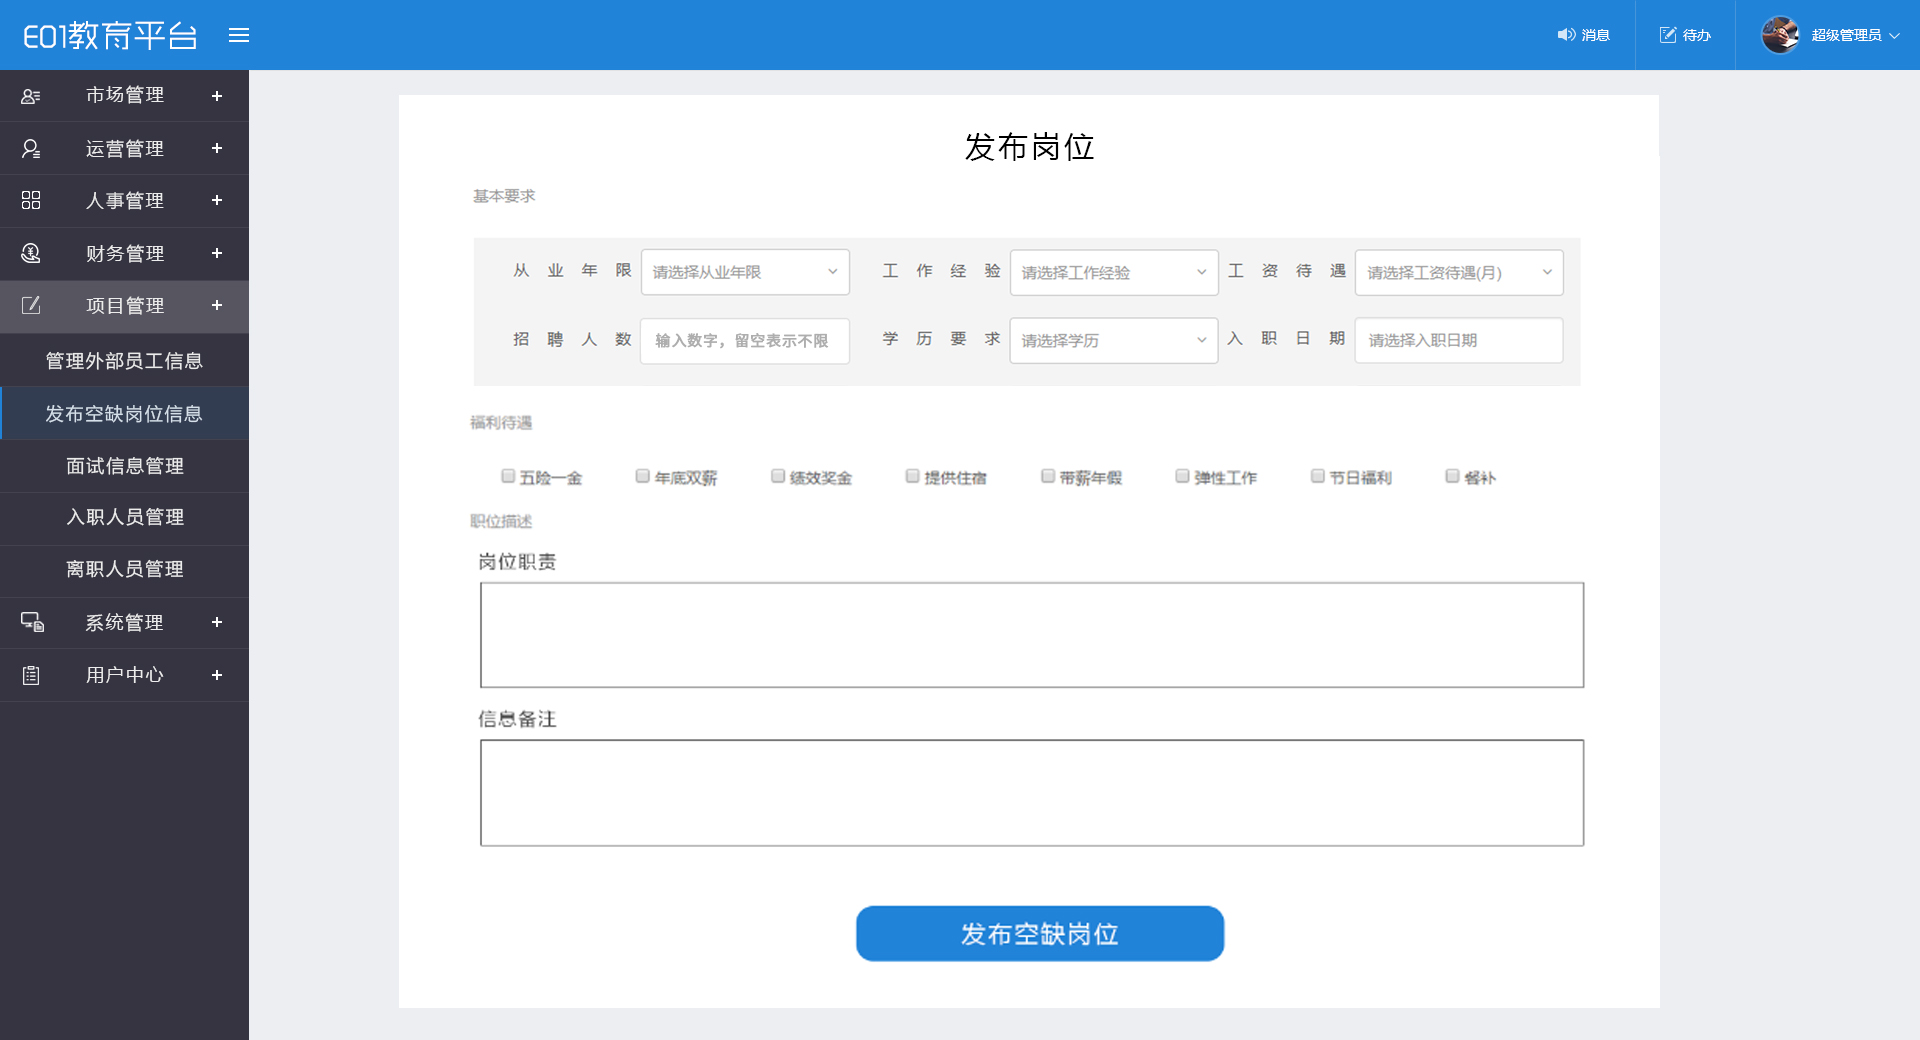 E01教育平台
消息
待办
超级管理员
市场管理 +
运营管理 +
人事管理 +
财务管理 +
项目管理 +
管理外部员工信息
发布空缺岗位信息
面试信息管理
入职人员管理
离职人员管理
系统管理 +
用户中心 +
发布岗位
基本要求
从业年限 请选择从业年限 工作经验 请选择工作经验 工资待遇 请选择工资待遇(月)
招聘人数 输入数字，留空表示不限 学历要求 请选择学历 入职日期 请选择入职日期
福利待遇
五险一金 年底双薪 绩效奖金 提供住宿 带薪年假 弹性工作 节日福利 餐补
职位描述
岗位职责
信息备注
发布空缺岗位